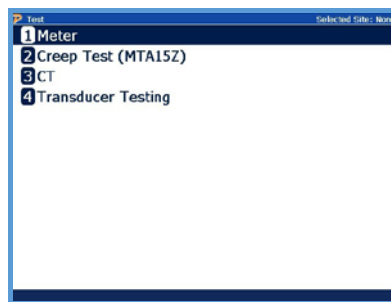 Test Selected Site: Non
1 Meter
2 Creep Test (MTA15Z)
3 CT
4 Transducer Testing